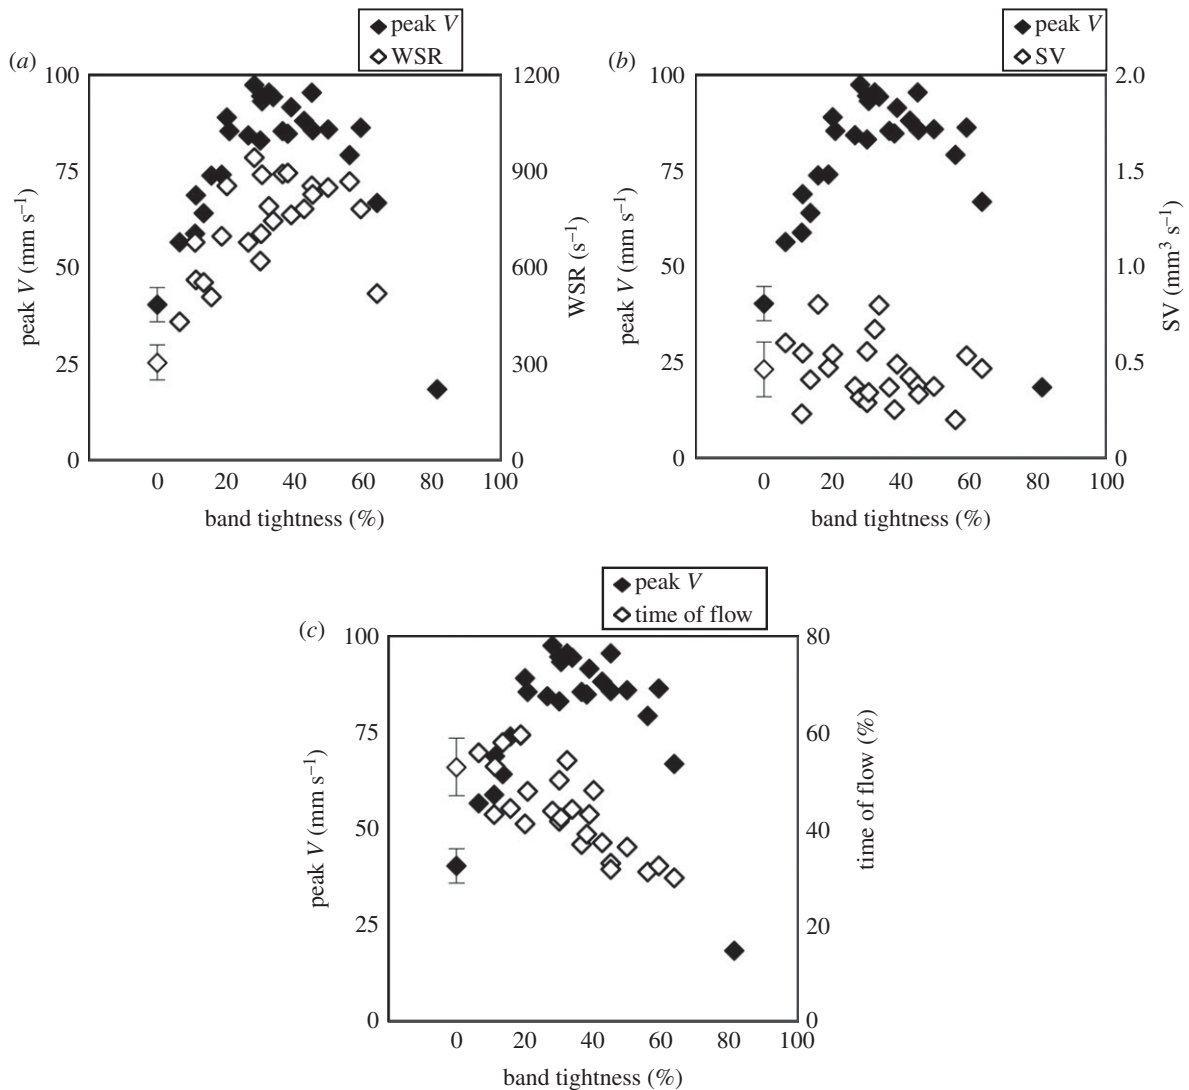 (a)
peak V
WSR
100
75
50
25
0
peak V (mm s⁻¹)
1200
900
600
300
0
WSR (s⁻¹)
0 20 40 60 80 100
band tightness (%)
(b)
peak V
SV
100
75
50
25
0
peak V (mm s⁻¹)
2.0
1.5
1.0
0.5
0
SV (mm³ s⁻¹)
0 20 40 60 80 100
band tightness (%)
(c)
peak V
time of flow
100
75
50
25
0
peak V (mm s⁻¹)
80
60
40
20
0
time of flow (%)
0 20 40 60 80 100
band tightness (%)